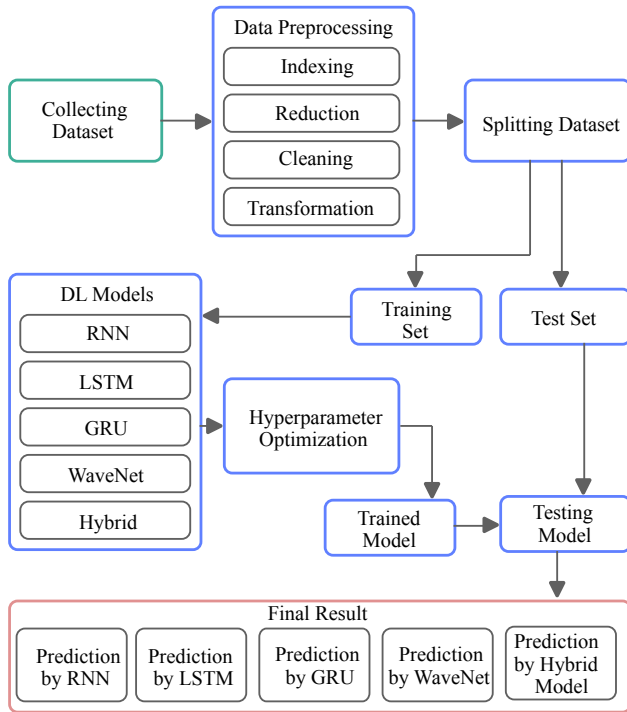 Data Preprocessing
Indexing
Reduction
Cleaning
Transformation
Collecting
Dataset
Splitting Dataset
Training
Set
Test Set
DL Models
RNN
LSTM
GRU
WaveNet
Hybrid
Hyperparameter
Optimization
Trained
Model
Testing
Model
Final Result
Prediction
by RNN
Prediction
by LSTM
Prediction
by GRU
Prediction
by WaveNet
Prediction
by Hybrid
Model